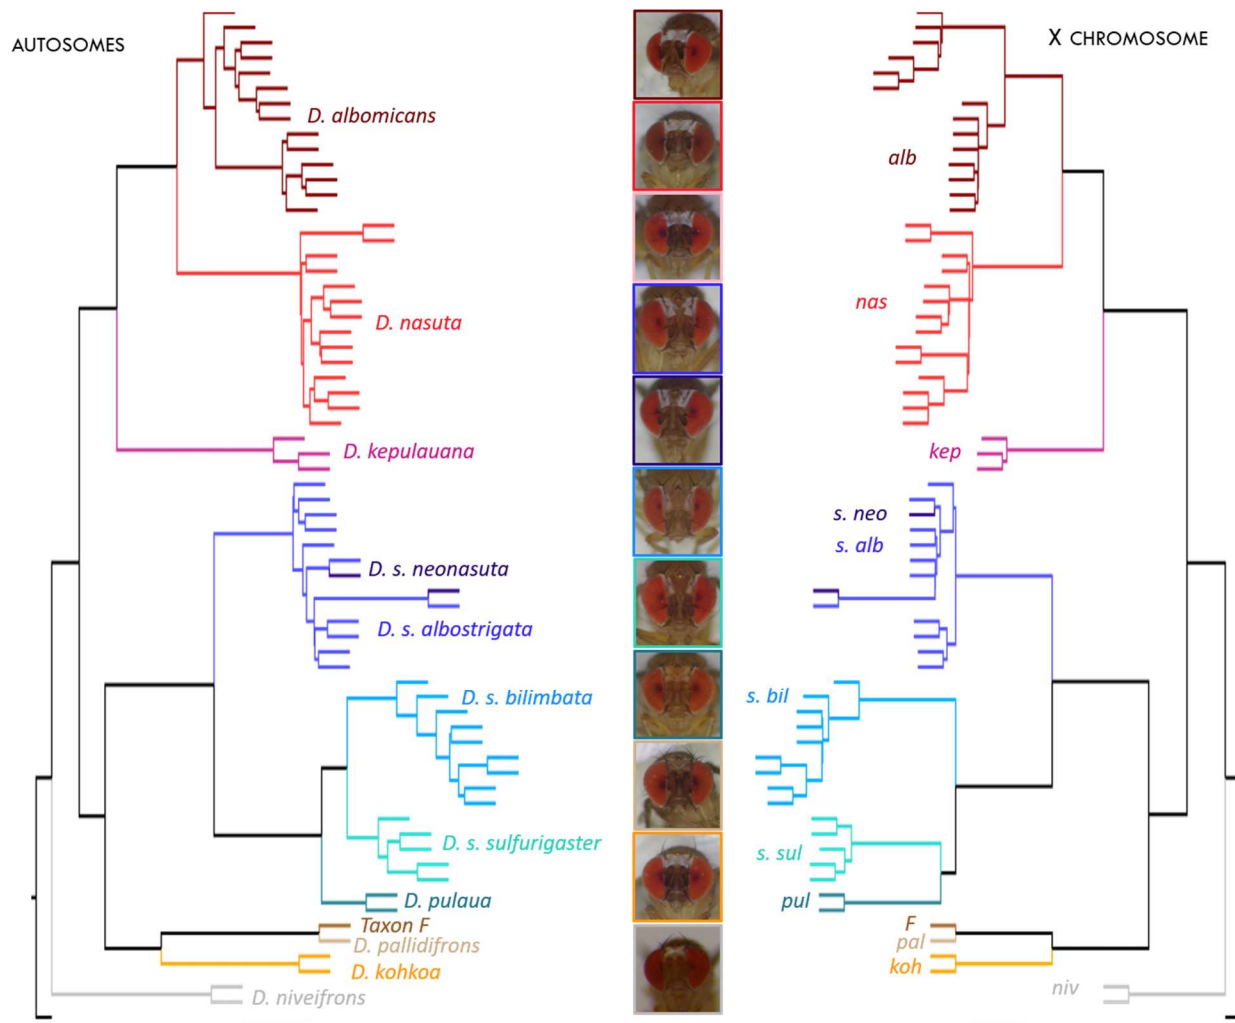 AUTOSOMES
D. albomicans
D. nasuta
D. kepulauana
D. s. neonasuta
D. s. albostrigata
D. s. bilimbata
D. s. sulfurigaster
D. pulaua
Taxon F
D. pallidifrons
D. kohkoa
D. niveifrons
X CHROMOSOME
alb
nas
kep
s. neo
s. alb
s. bil
s. sul
pul
F
pal
koh
niv